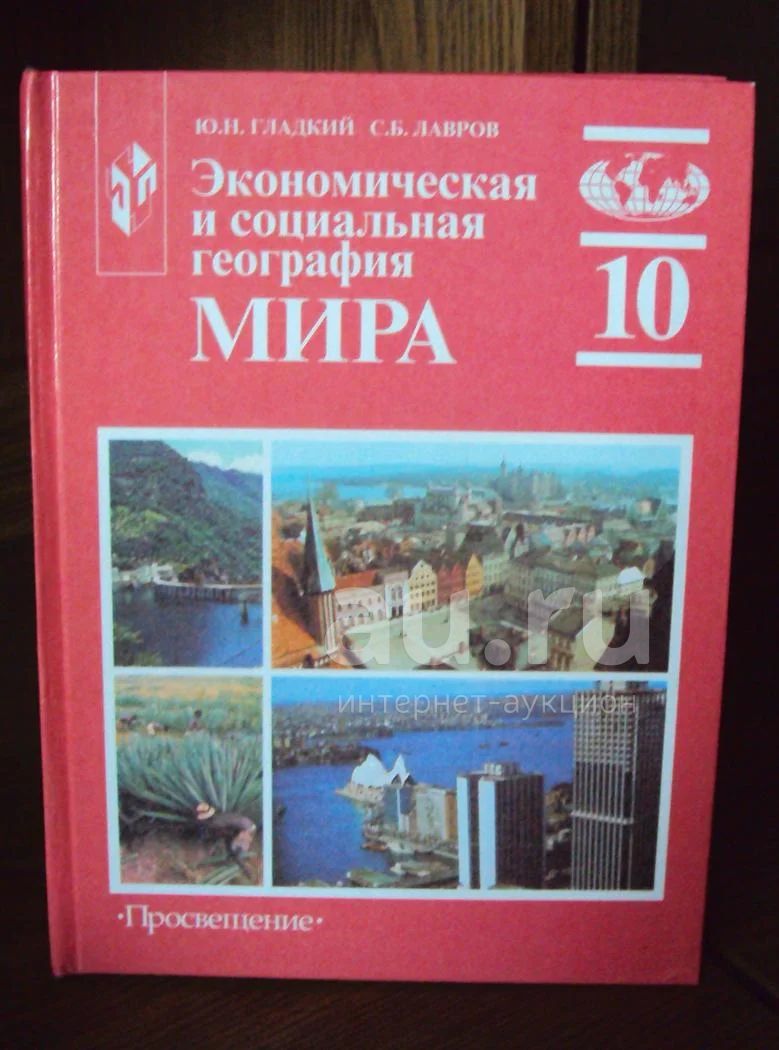 Ю.Н. ГЛАДКИЙ С.Б. ЛАВРОВ
Экономическая
и социальная
география
МИРА
10
au.ru
интернет-аукцион
•Просвещение•